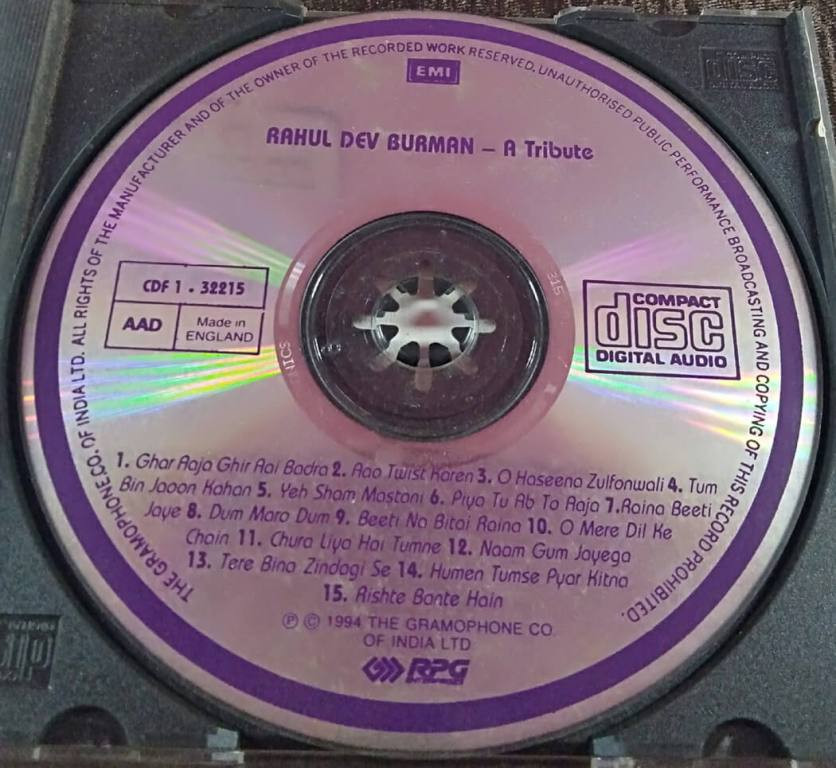 THE GRAMOPHONE CO. OF INDIA LTD. ALL RIGHTS OF THE MANUFACTURER AND OF THE OWNER OF THE RECORDED WORK RESERVED. UNAUTHORISED PUBLIC PERFORMANCE BROADCASTING AND COPYING OF THIS RECORD PROHIBITED.
EMI
RAHUL DEV BURMAN – A Tribute
CDF 1 . 32215
AAD
Made in
ENGLAND
315
COMPACT
disc
DIGITAL AUDIO
1. Ghar Aaja Ghir Aai Badra 2. Aao Twist Karen 3. O Haseena Zulfonwali 4. Tum
Bin Jaoon Kahan 5. Yeh Sham Mastani 6. Piya Tu Ab To Aaja 7.Raina Beeti
Jaye 8. Dum Maro Dum 9. Beeti Na Bitai Raina 10. O Mere Dil Ke
Chain 11. Chura Liya Hai Tumne 12. Naam Gum Jayega
13. Tere Bina Zindagi Se 14. Humen Tumse Pyar Kitna
15. Rishte Bante Hain
℗ © 1994 THE GRAMOPHONE CO.
OF INDIA LTD
RPG